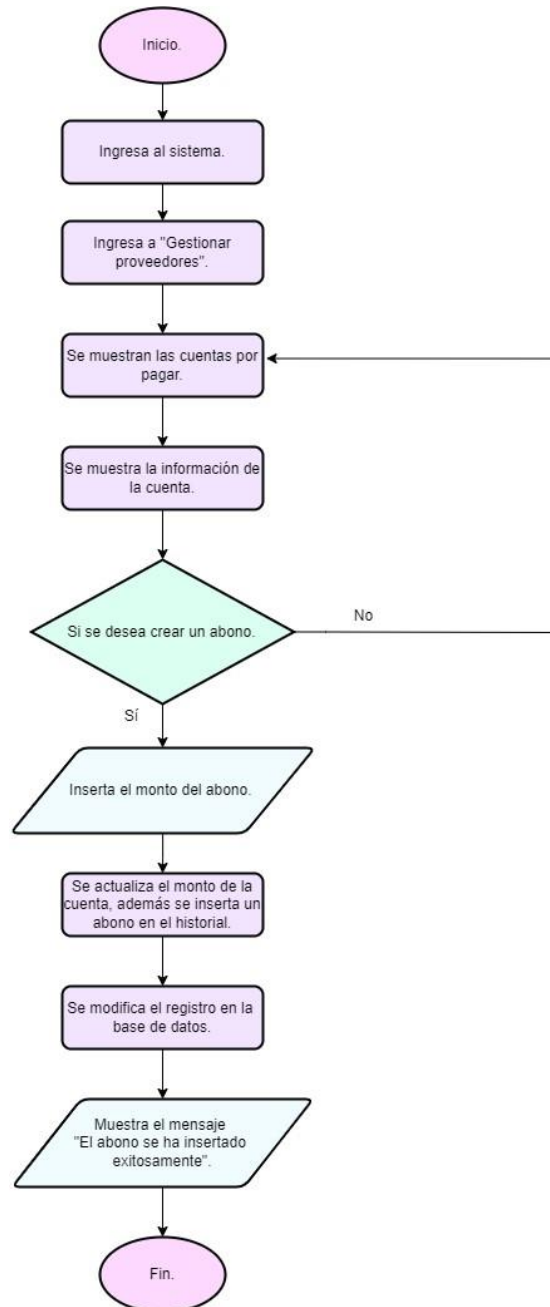 Inicio.
Ingresa al sistema.
Ingresa a "Gestionar
proveedores".
Se muestran las cuentas por
pagar.
Se muestra la información de
la cuenta.
Si se desea crear un abono.
No
Sí
Inserta el monto del abono.
Se actualiza el monto de la
cuenta, además se inserta un
abono en el historial.
Se modifica el registro en la
base de datos.
Muestra el mensaje
"El abono se ha insertado
exitosamente".
Fin.